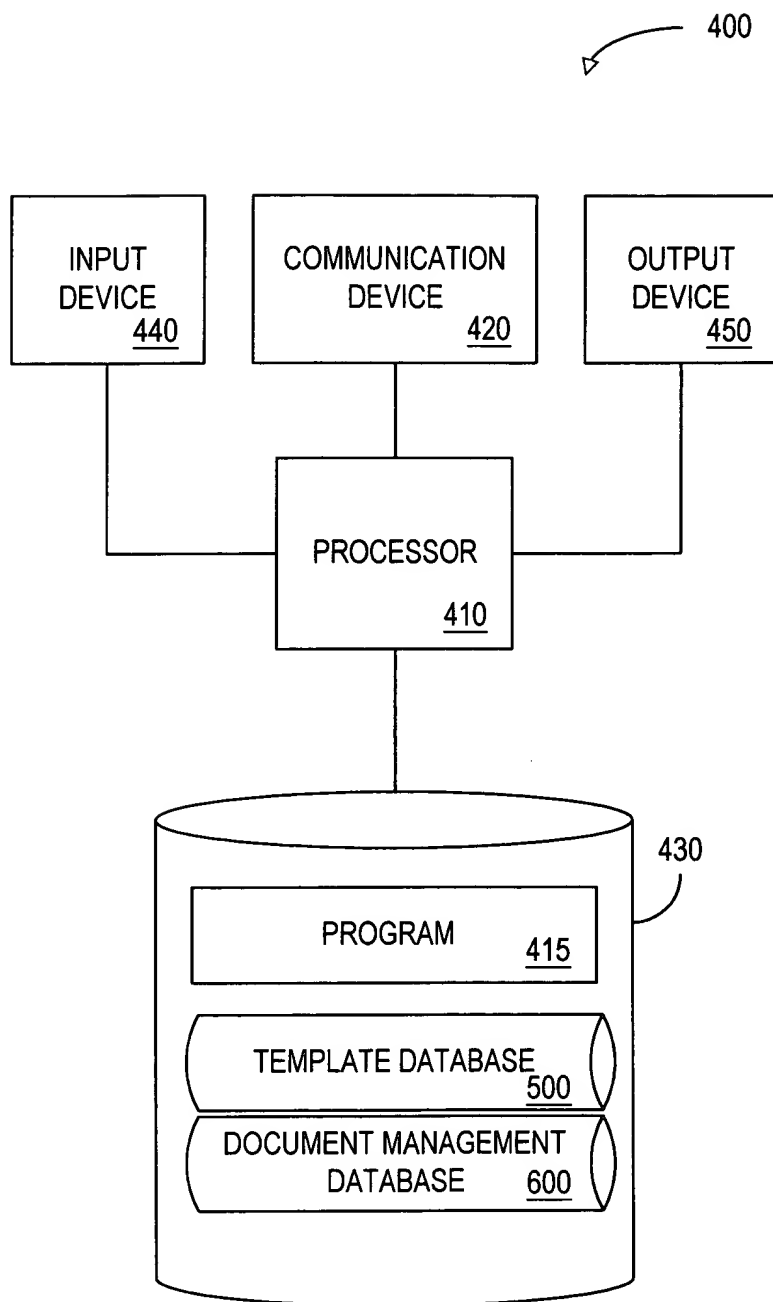 400
INPUT
DEVICE
440
COMMUNICATION
DEVICE
420
OUTPUT
DEVICE
450
PROCESSOR
410
430
PROGRAM
415
TEMPLATE DATABASE
500
DOCUMENT MANAGEMENT
DATABASE 600